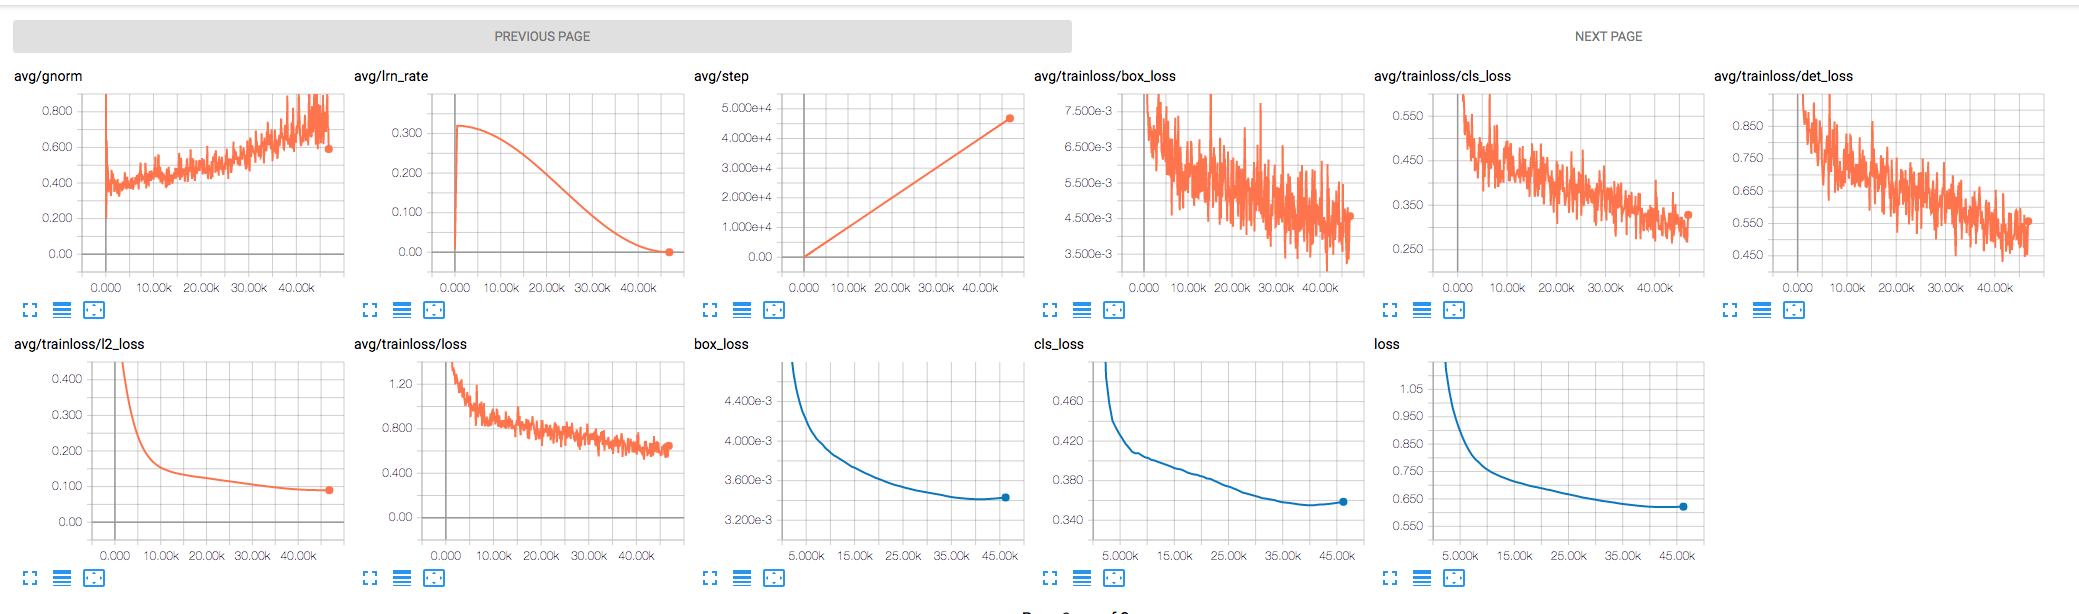 PREVIOUS PAGE NEXT PAGE
avg/gnorm avg/lrn_rate avg/step avg/trainloss/box_loss avg/trainloss/cls_loss avg/trainloss/det_loss
0.800
0.600
0.400
0.200
0.00
0.000 10.00k 20.00k 30.00k 40.00k
0.300
0.200
0.100
0.00
0.000 10.00k 20.00k 30.00k 40.00k
5.000e+4
4.000e+4
3.000e+4
2.000e+4
1.000e+4
0.00
0.000 10.00k 20.00k 30.00k 40.00k
7.500e-3
6.500e-3
5.500e-3
4.500e-3
3.500e-3
0.000 10.00k 20.00k 30.00k 40.00k
0.550
0.450
0.350
0.250
0.000 10.00k 20.00k 30.00k 40.00k
0.850
0.750
0.650
0.550
0.450
0.000 10.00k 20.00k 30.00k 40.00k
avg/trainloss/l2_loss avg/trainloss/loss box_loss cls_loss loss
0.400
0.300
0.200
0.100
0.00
0.000 10.00k 20.00k 30.00k 40.00k
1.20
0.800
0.400
0.00
0.000 10.00k 20.00k 30.00k 40.00k
4.400e-3
4.000e-3
3.600e-3
3.200e-3
5.000k 15.00k 25.00k 35.00k 45.00k
0.460
0.420
0.380
0.340
5.000k 15.00k 25.00k 35.00k 45.00k
1.05
0.950
0.850
0.750
0.650
0.550
5.000k 15.00k 25.00k 35.00k 45.00k